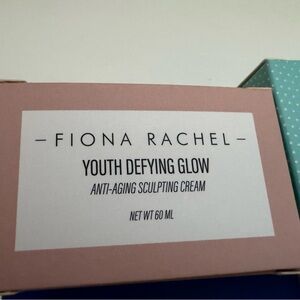 – FIONA RACHEL –
YOUTH DEFYING GLOW
ANTI-AGING SCULPTING CREAM
NET WT 60 ML